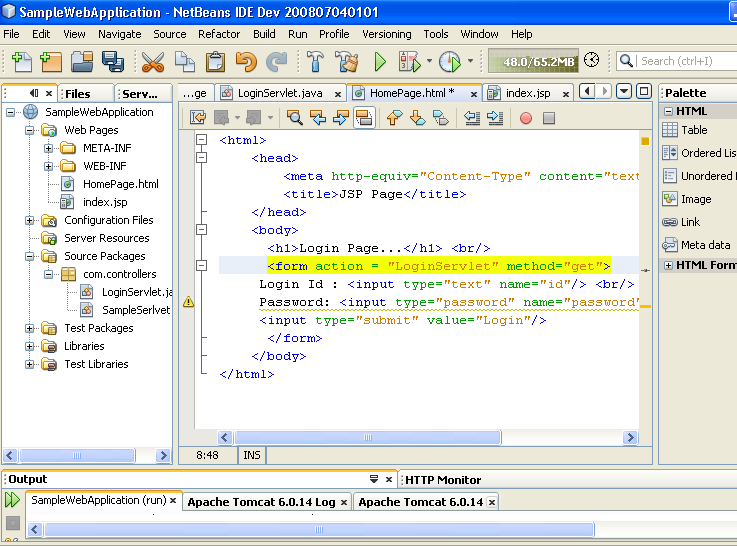 SampleWebApplication - NetBeans IDE Dev 200807040101
File Edit View Navigate Source Refactor Build Run Profile Versioning Tools Window Help
48.0/65.2MB Search (ctrl+I)
Files Serv... ...ge LoginServlet.java HomePage.html * index.jsp Palette
SampleWebApplication
Web Pages
META-INF
WEB-INF
HomePage.html
index.jsp
Configuration Files
Server Resources
Source Packages
com.controllers
LoginServlet.ja
SampleSerlvet
Test Packages
Libraries
Test Libraries
<html>
<head>
<meta http-equiv="Content-Type" content="text
<title>JSP Page</title>
</head>
<body>
<h1>Login Page...</h1> <br/>
<form action = "LoginServlet" method="get">
Login Id : <input type="text" name="id"/> <br/>
Password: <input type="password" name="password"
<input type="submit" value="Login"/>
</form>
</body>
</html>
8:48 INS
HTML
Table
Ordered Lis
Unordered
Image
Link
Meta data
HTML Form
Output HTTP Monitor
SampleWebApplication (run) Apache Tomcat 6.0.14 Log Apache Tomcat 6.0.14